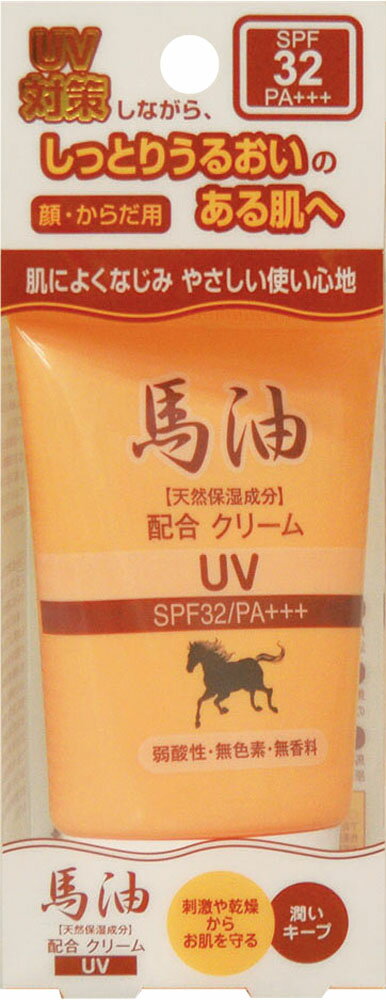 UV
対策しながら、
SPF
32
PA+++
しっとりうるおいの
顔・からだ用
ある肌へ
肌によくなじみ やさしい使い心地
馬油
【天然保湿成分】
配合 クリーム
UV
SPF32/PA+++
弱酸性・無色素・無香料
馬油
【天然保湿成分】
配合 クリーム
UV
刺激や乾燥
から
お肌を守る
潤い
キープ